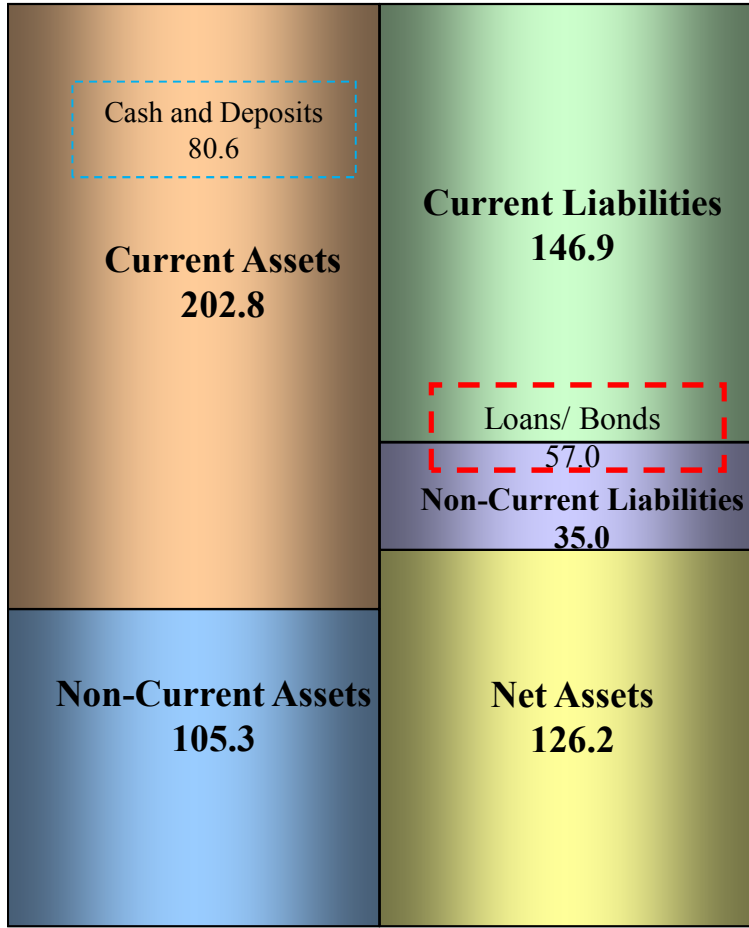 Cash and Deposits
80.6
Current Assets
202.8
Non-Current Assets
105.3
Current Liabilities
146.9
Loans/ Bonds
57.0
Non-Current Liabilities
35.0
Net Assets
126.2